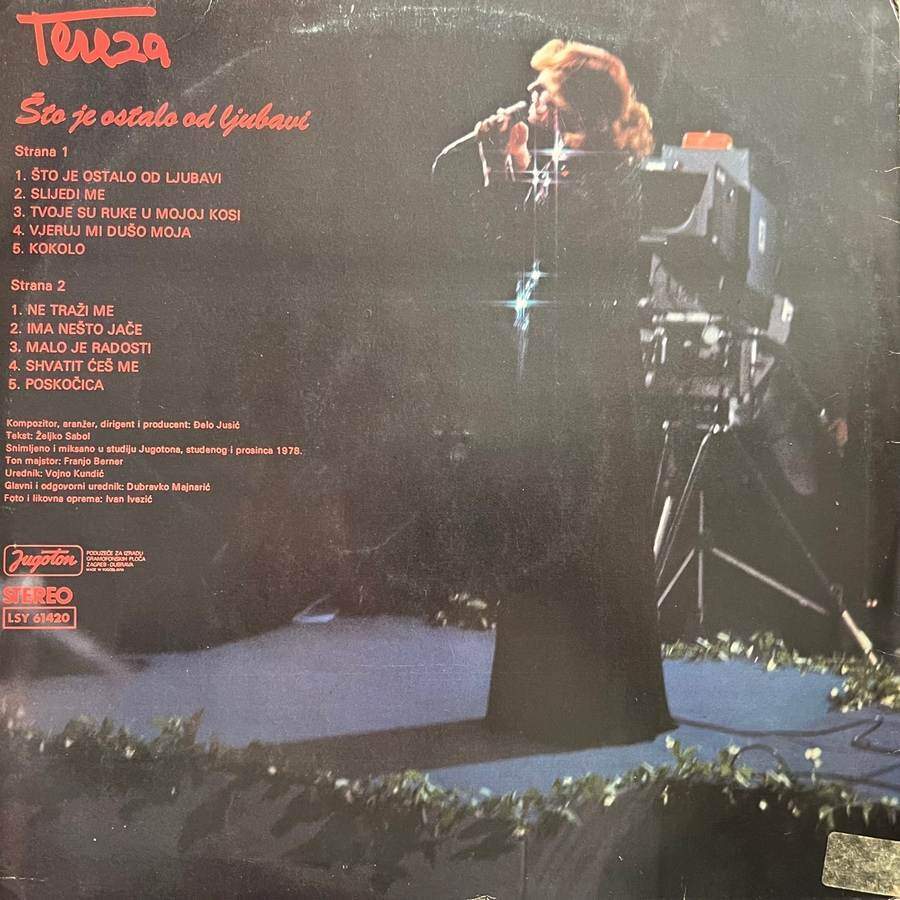 Tereza
Što je ostalo od ljubavi
Strana 1
1. ŠTO JE OSTALO OD LJUBAVI
2. SLIJEDI ME
3. TVOJE SU RUKE U MOJOJ KOSI
4. VJERUJ MI DUŠO MOJA
5. KOKOLO
Strana 2
1. NE TRAŽI ME
2. IMA NEŠTO JAČE
3. MALO JE RADOSTI
4. SHVATIT ĆEŠ ME
5. POSKOČICA
Kompozitor, aranžer, dirigent i producent: Đelo Jusić
Tekst: Željko Sabol
Snimljeno i miksano u studiju Jugotona, studenog i prosinca 1978.
Ton majstor: Franjo Berner
Urednik: Vojno Kundić
Glavni i odgovorni urednik: Dubravko Majnarić
Foto i likovna oprema: Ivan Ivezić
Jugoton
PODUZEĆE ZA IZRADU
GRAMOFONSKIH PLOČA
ZAGREB - DUBRAVA
MADE IN YUGOSLAVIA
STEREO
LSY 61420